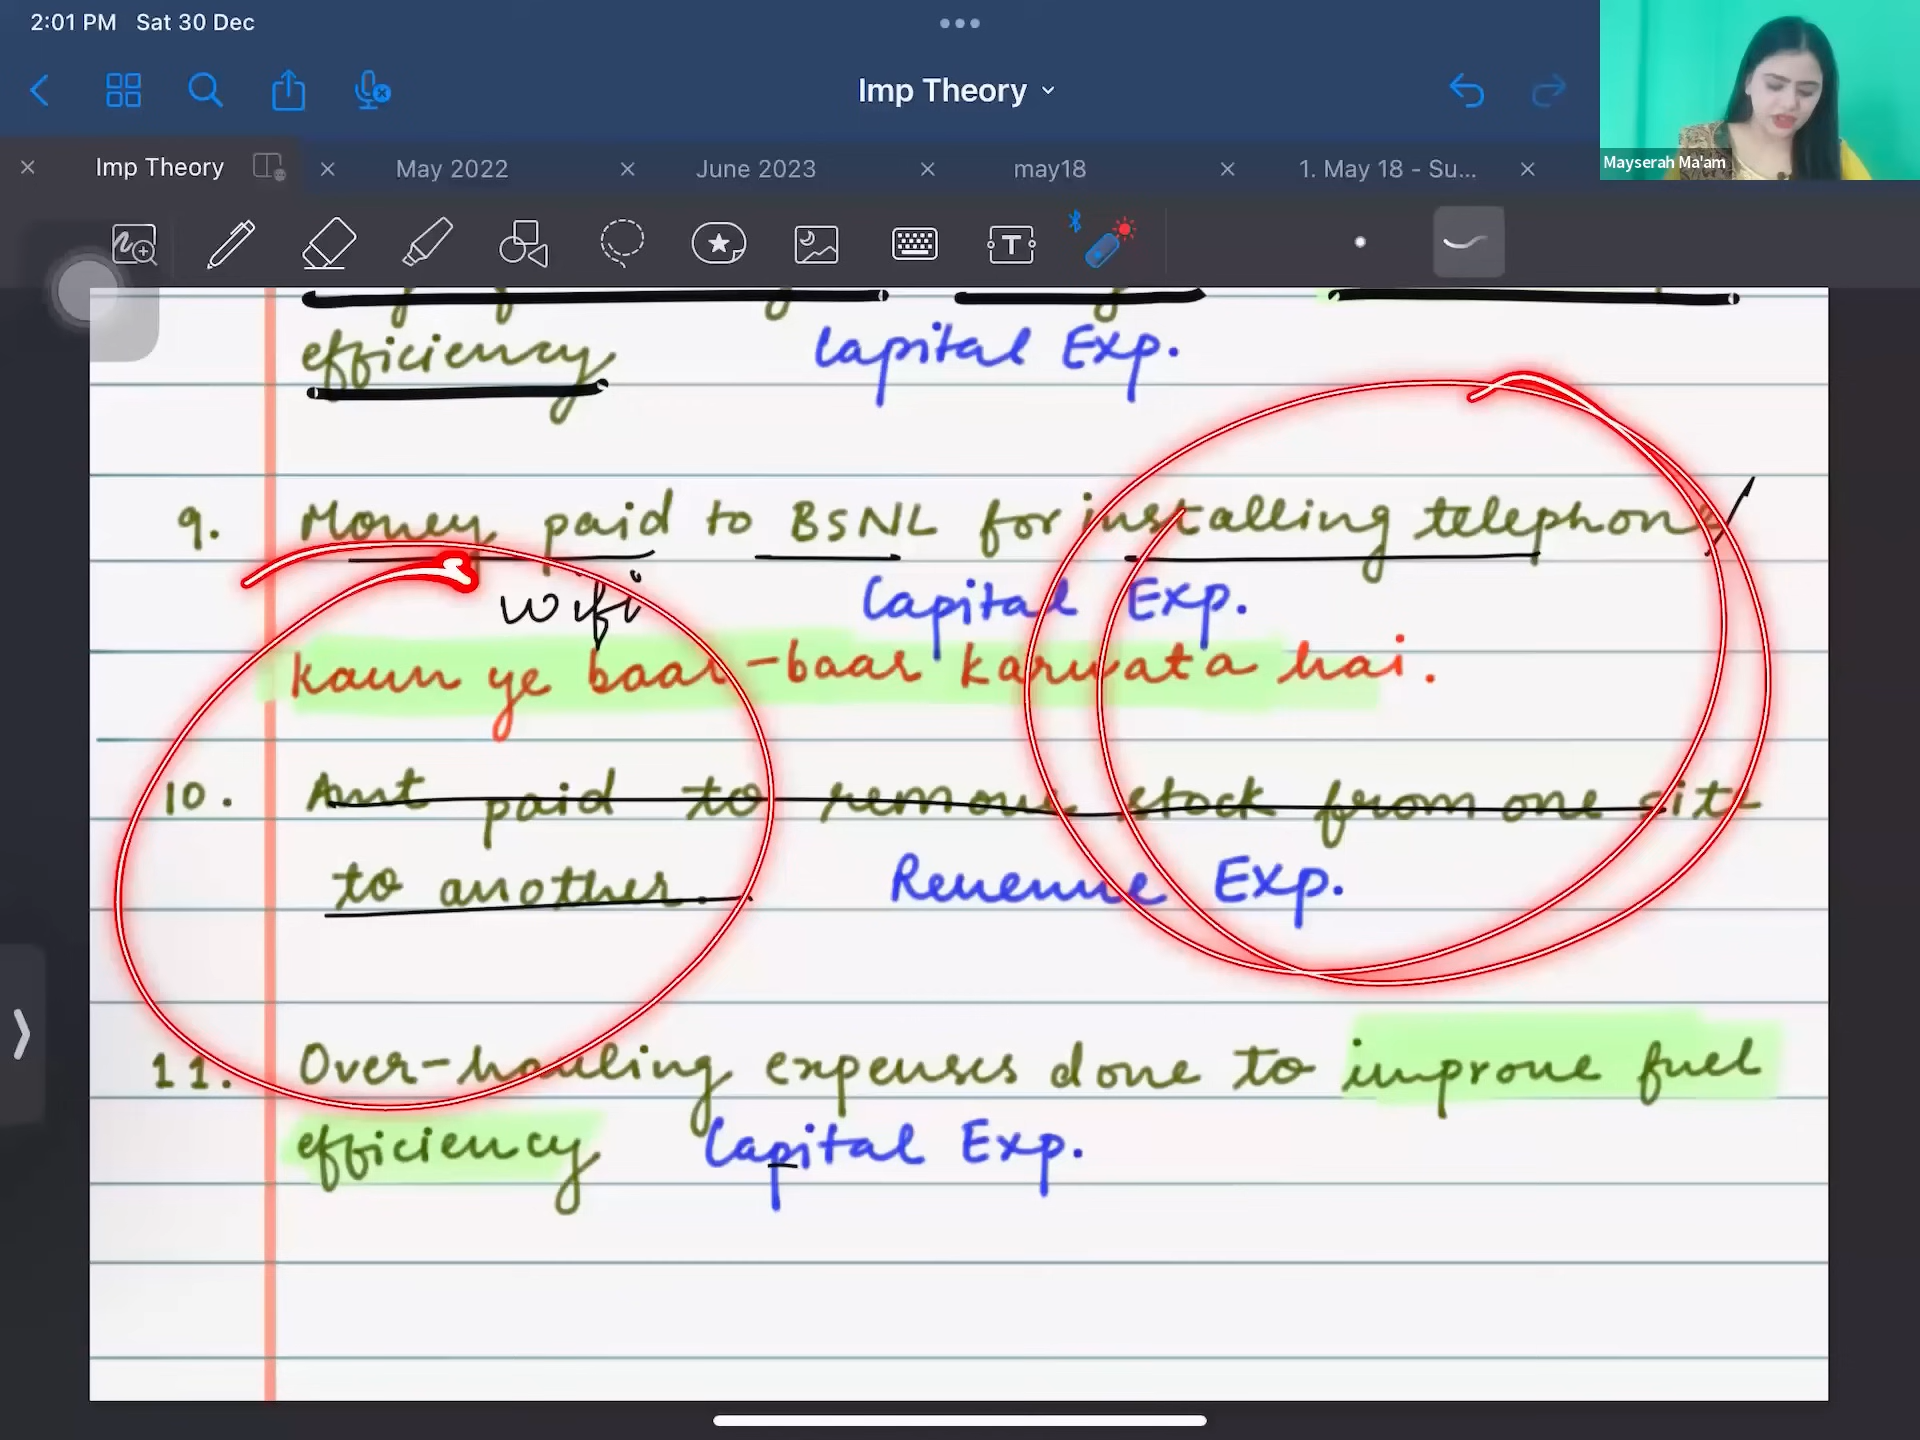 2:01 PM Sat 30 Dec
Imp Theory
Mayserah Ma'am
Imp Theory May 2022 June 2023 may18 1. May 18 - Su...
efficiency Capital Exp.
9. Money paid to BSNL for installing telephone/
wifi Capital Exp.
Kaun ye baar-baar karwata hai.
10. Amt paid to remove stock from one site
to another. Revenue Exp.
11. Over-hauling expenses done to improve fuel
efficiency Capital Exp.